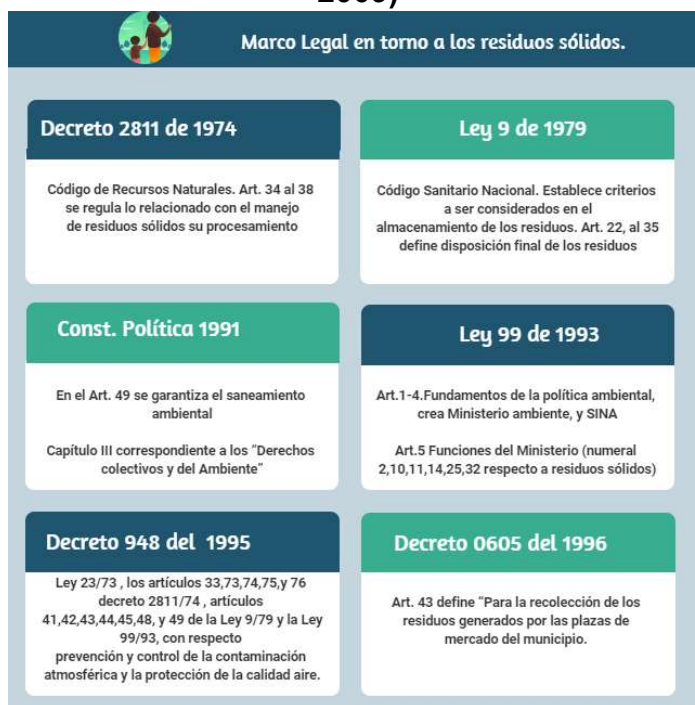 Marco Legal en torno a los residuos sólidos.
Decreto 2811 de 1974
Código de Recursos Naturales. Art. 34 al 38
se regula lo relacionado con el manejo
de residuos sólidos su procesamiento
Ley 9 de 1979
Código Sanitario Nacional. Establece criterios
a ser considerados en el
almacenamiento de los residuos. Art. 22, al 35
define disposición final de los residuos
Const. Política 1991
En el Art. 49 se garantiza el saneamiento
ambiental
Capítulo III correspondiente a los “Derechos
colectivos y del Ambiente”
Ley 99 de 1993
Art.1-4.Fundamentos de la política ambiental,
crea Ministerio ambiente, y SINA
Art.5 Funciones del Ministerio (numeral
2,10,11,14,25,32 respecto a residuos sólidos)
Decreto 948 del 1995
Ley 23/73 , los artículos 33,73,74,75,y 76
decreto 2811/74 , artículos
41,42,43,44,45,48, y 49 de la Ley 9/79 y la Ley
99/93, con respecto
prevención y control de la contaminación
atmosférica y la protección de la calidad aire.
Decreto 0605 del 1996
Art. 43 define “Para la recolección de los
residuos generados por las plazas de
mercado del municipio.